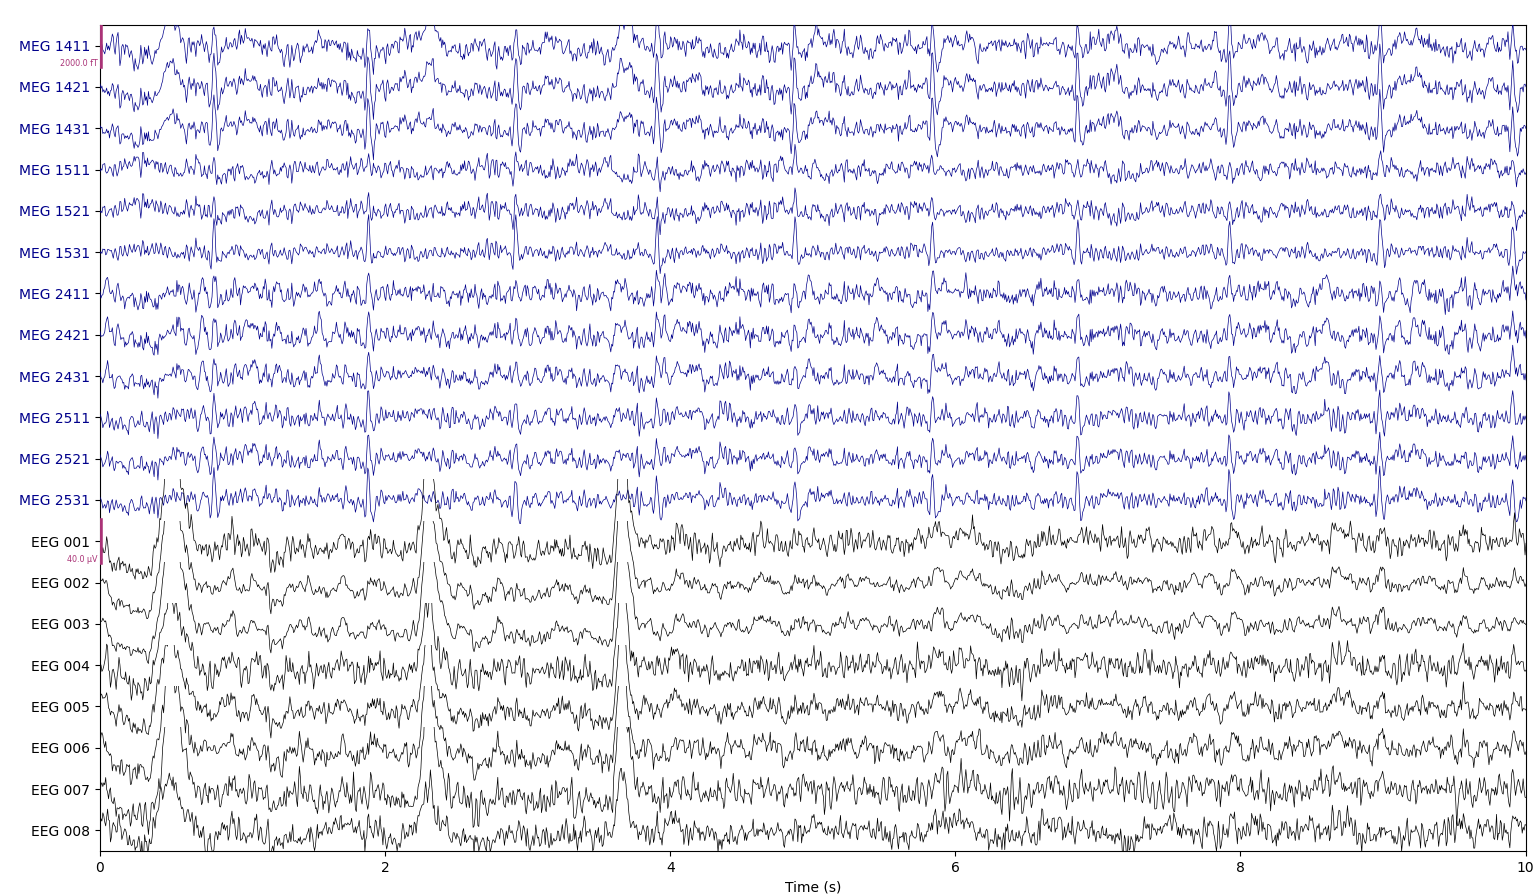 MEG 1411
2000.0 fT
MEG 1421
MEG 1431
MEG 1511
MEG 1521
MEG 1531
MEG 2411
MEG 2421
MEG 2431
MEG 2511
MEG 2521
MEG 2531
EEG 001
40.0 µV
EEG 002
EEG 003
EEG 004
EEG 005
EEG 006
EEG 007
EEG 008
0 2 4 6 8 10
Time (s)